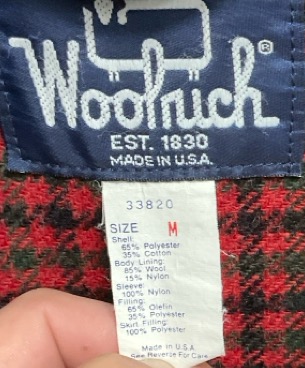 Woolrich®
EST. 1830
MADE IN U.S.A.
33820
SIZE M
Shell:
65% Polyester
35% Cotton
Body Lining:
85% Wool
15% Nylon
Sleeve:
100% Nylon
Filling:
65% Olefin
35% Polyester
Skirt Filling:
100% Polyester
Made in U.S.A.
See Reverse For Care